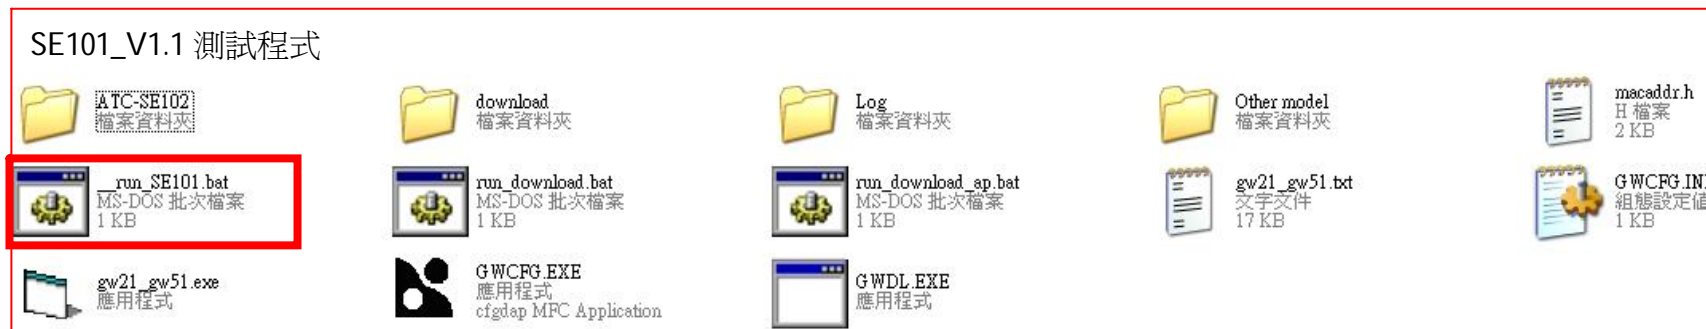 SE101_V1.1 測試程式
ATC-SE102
檔案資料夾
download
檔案資料夾
Log
檔案資料夾
Other model
檔案資料夾
macaddr.h
H 檔案
2 KB
__run_SE101.bat
MS-DOS 批次檔案
1 KB
run_download.bat
MS-DOS 批次檔案
1 KB
run_download_ap.bat
MS-DOS 批次檔案
1 KB
gw21_gw51.txt
文字文件
17 KB
GWCFG.INI
組態設定值
1 KB
gw21_gw51.exe
應用程式
GWCFG.EXE
應用程式
cfgdap MFC Application
GWDL.EXE
應用程式